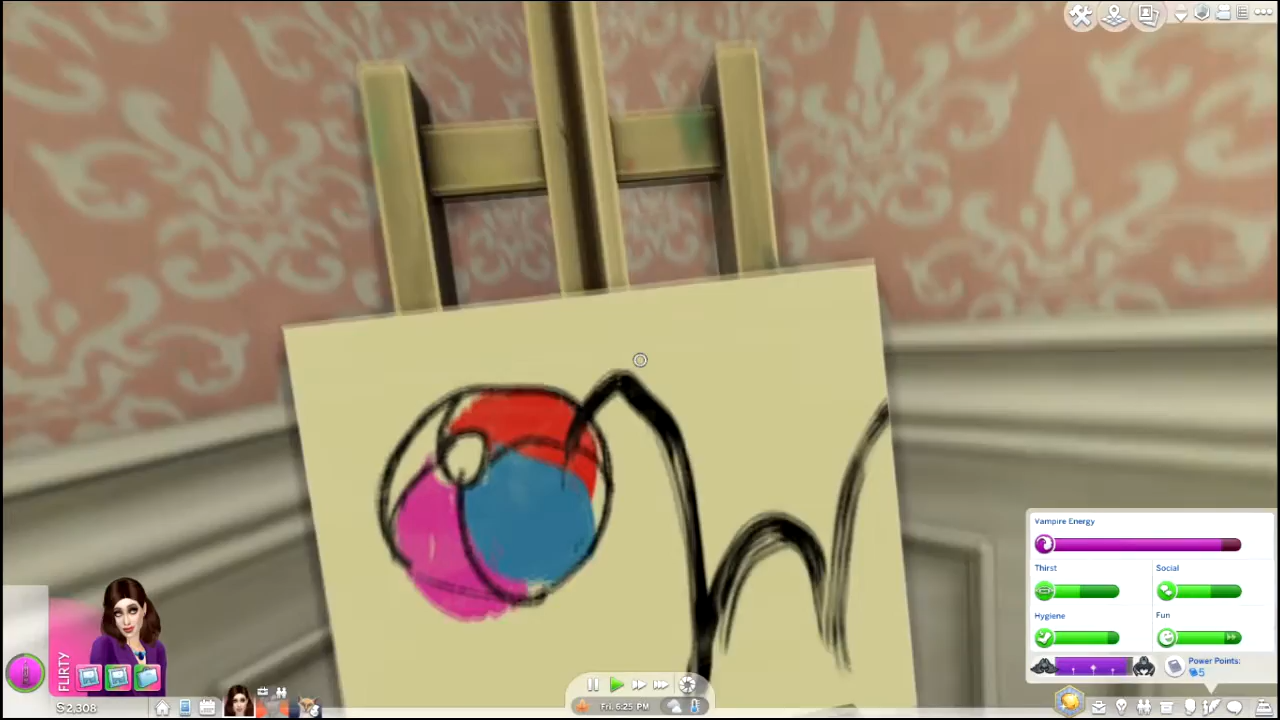 Vampire Energy
Thirst
Social
Hygiene
Fun
Power Points:
5
FLIRTY
§2,308
Fri. 6:25 PM